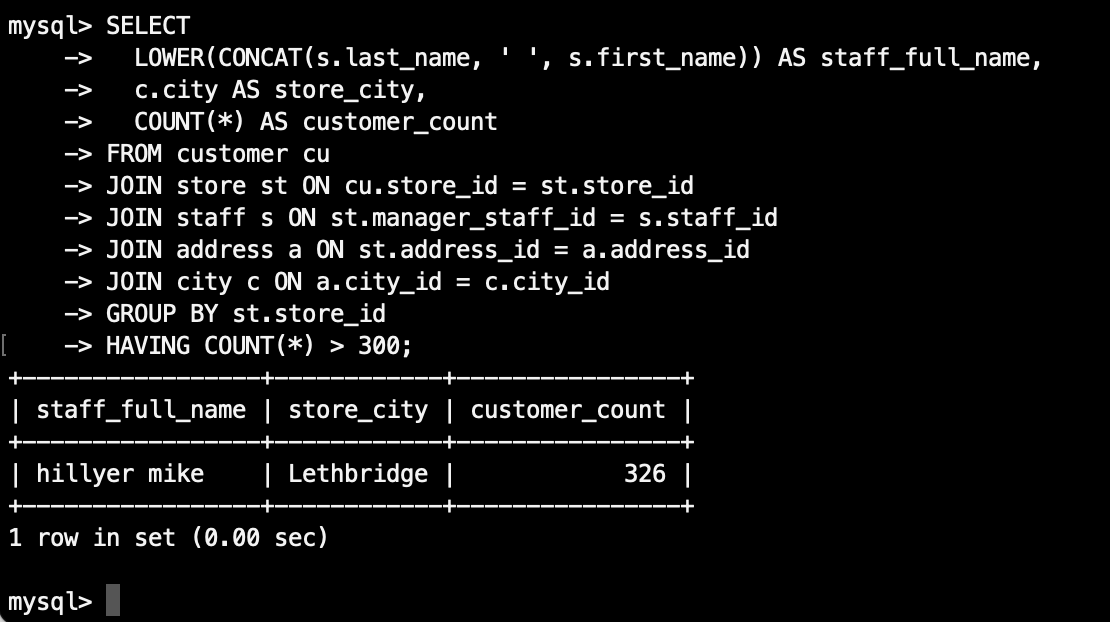 mysql> SELECT
    ->   LOWER(CONCAT(s.last_name, ' ', s.first_name)) AS staff_full_name,
    ->   c.city AS store_city,
    ->   COUNT(*) AS customer_count
    -> FROM customer cu
    -> JOIN store st ON cu.store_id = st.store_id
    -> JOIN staff s ON st.manager_staff_id = s.staff_id
    -> JOIN address a ON st.address_id = a.address_id
    -> JOIN city c ON a.city_id = c.city_id
    -> GROUP BY st.store_id
[    -> HAVING COUNT(*) > 300;
+-----------------+------------+----------------+
| staff_full_name | store_city | customer_count |
+-----------------+------------+----------------+
| hillyer mike    | Lethbridge |            326 |
+-----------------+------------+----------------+
1 row in set (0.00 sec)
mysql>